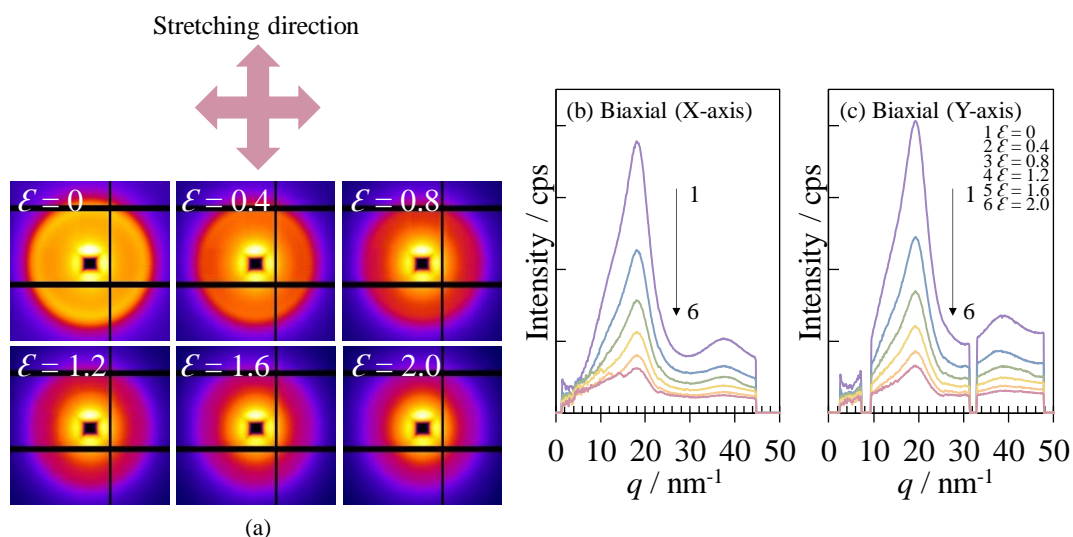 Stretching direction
ℰ = 0
ℰ = 0.4
ℰ = 0.8
ℰ = 1.2
ℰ = 1.6
ℰ = 2.0
(a)
(b) Biaxial (X-axis)
Intensity / cps
1
6
0 10 20 30 40 50
q / nm⁻¹
(c) Biaxial (Y-axis)
1 ℰ = 0
2 ℰ = 0.4
3 ℰ = 0.8
4 ℰ = 1.2
5 ℰ = 1.6
6 ℰ = 2.0
Intensity / cps
1
6
0 10 20 30 40 50
q / nm⁻¹